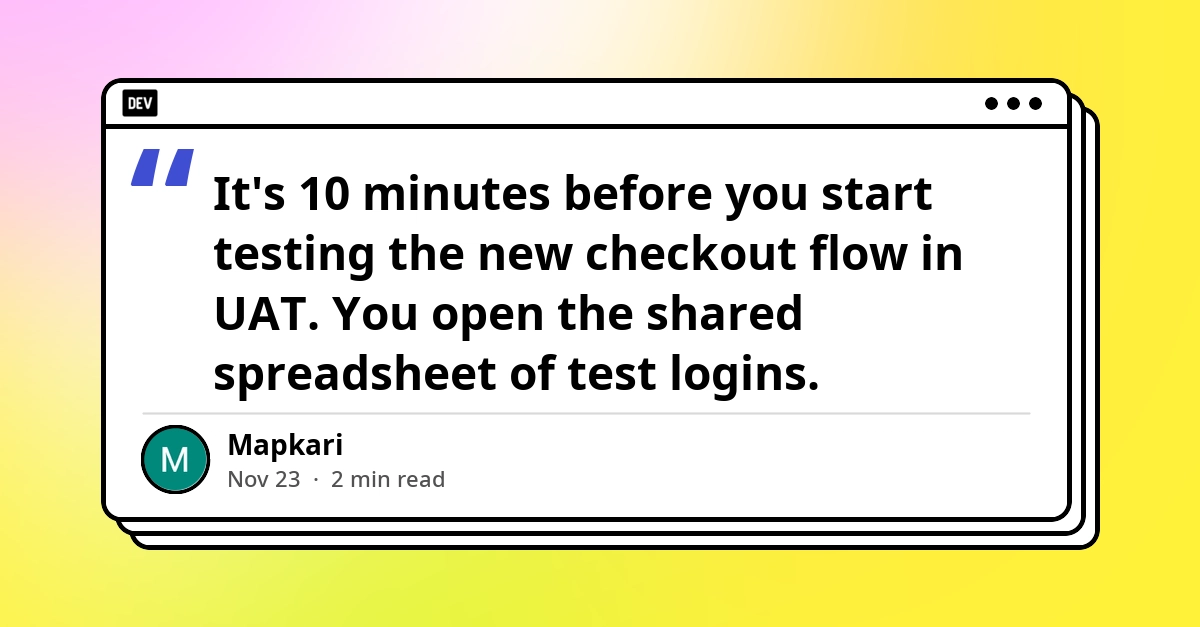 DEV
“
It's 10 minutes before you start
testing the new checkout flow in
UAT. You open the shared
spreadsheet of test logins.
M
Mapkari
Nov 23 · 2 min read